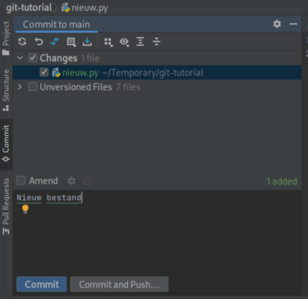 git-tutorial
nieuw.py
Project
Structure
Commit
Pull Requests
Commit to main
Changes 1 file
nieuw.py ~/Temporary/git-tutorial
Unversioned Files 7 files
Amend
1 added
Nieuw bestand
Commit
Commit and Push...